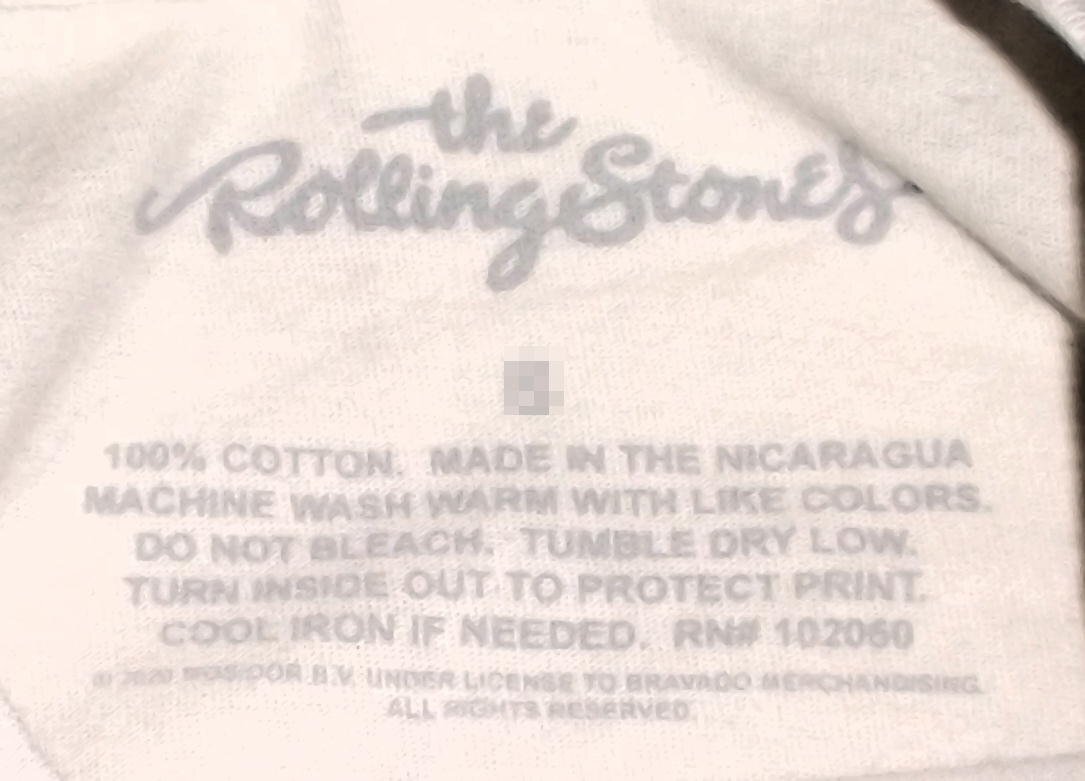 the
Rolling Stones
100% COTTON. MADE IN THE NICARAGUA
MACHINE WASH WARM WITH LIKE COLORS.
DO NOT BLEACH. TUMBLE DRY LOW.
TURN INSIDE OUT TO PROTECT PRINT.
COOL IRON IF NEEDED. RN# 102060
© 2020 B.V. UNDER LICENSE TO BRAVADO MERCHANDISING.
ALL RIGHTS RESERVED.